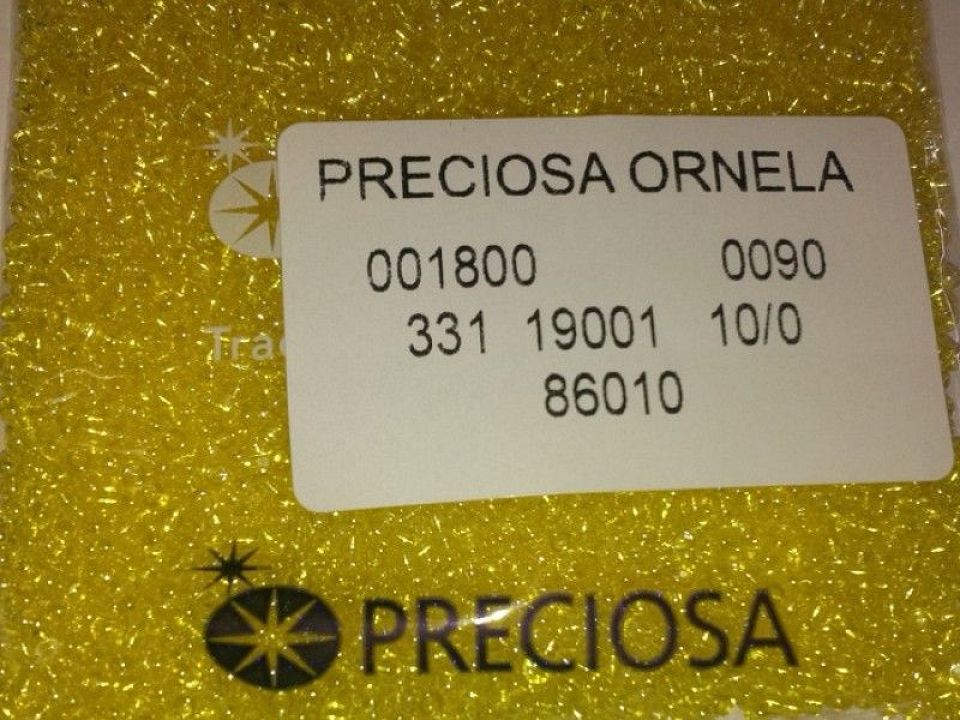 PRECIOSA ORNELA
001800 0090
331 19001 10/0
86010
PRECIOSA